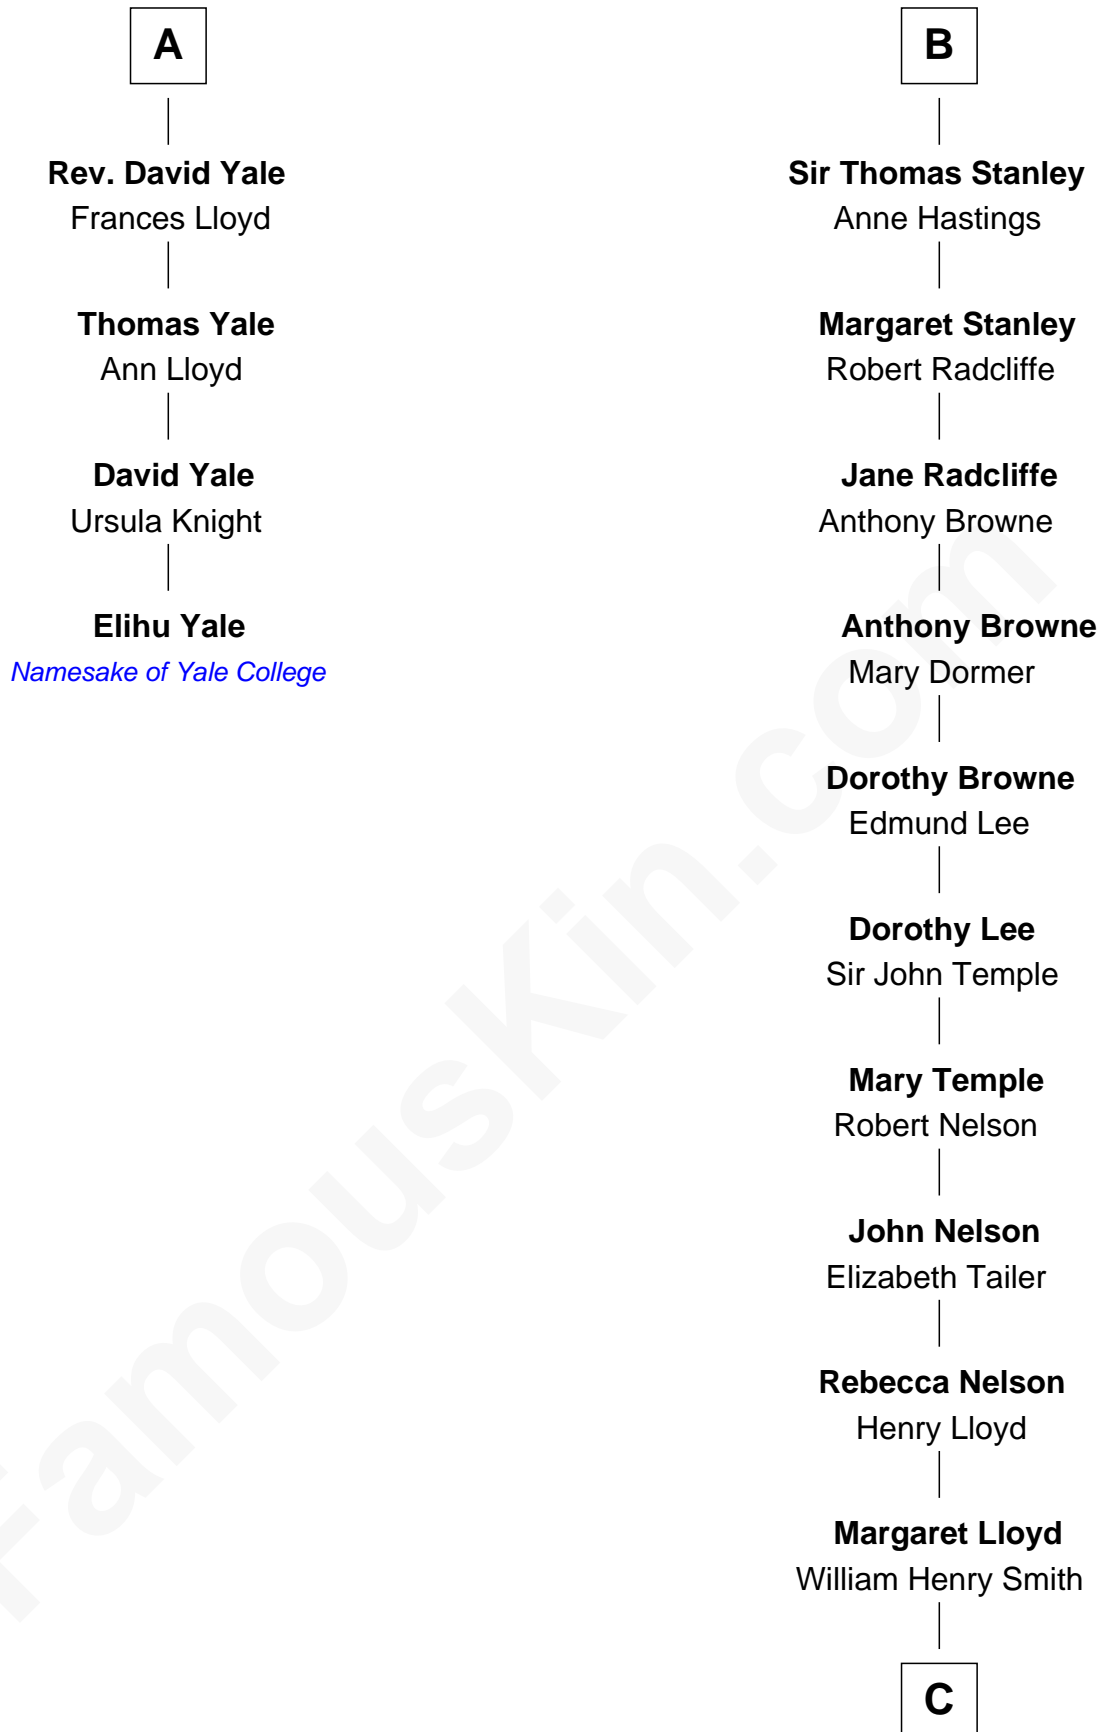 A
Rev. David Yale
Frances Lloyd
Thomas Yale
Ann Lloyd
David Yale
Ursula Knight
Elihu Yale
Namesake of Yale College
B
Sir Thomas Stanley
Anne Hastings
Margaret Stanley
Robert Radcliffe
Jane Radcliffe
Anthony Browne
Anthony Browne
Mary Dormer
Dorothy Browne
Edmund Lee
Dorothy Lee
Sir John Temple
Mary Temple
Robert Nelson
John Nelson
Elizabeth Tailer
Rebecca Nelson
Henry Lloyd
Margaret Lloyd
William Henry Smith
C
FamousKin.com